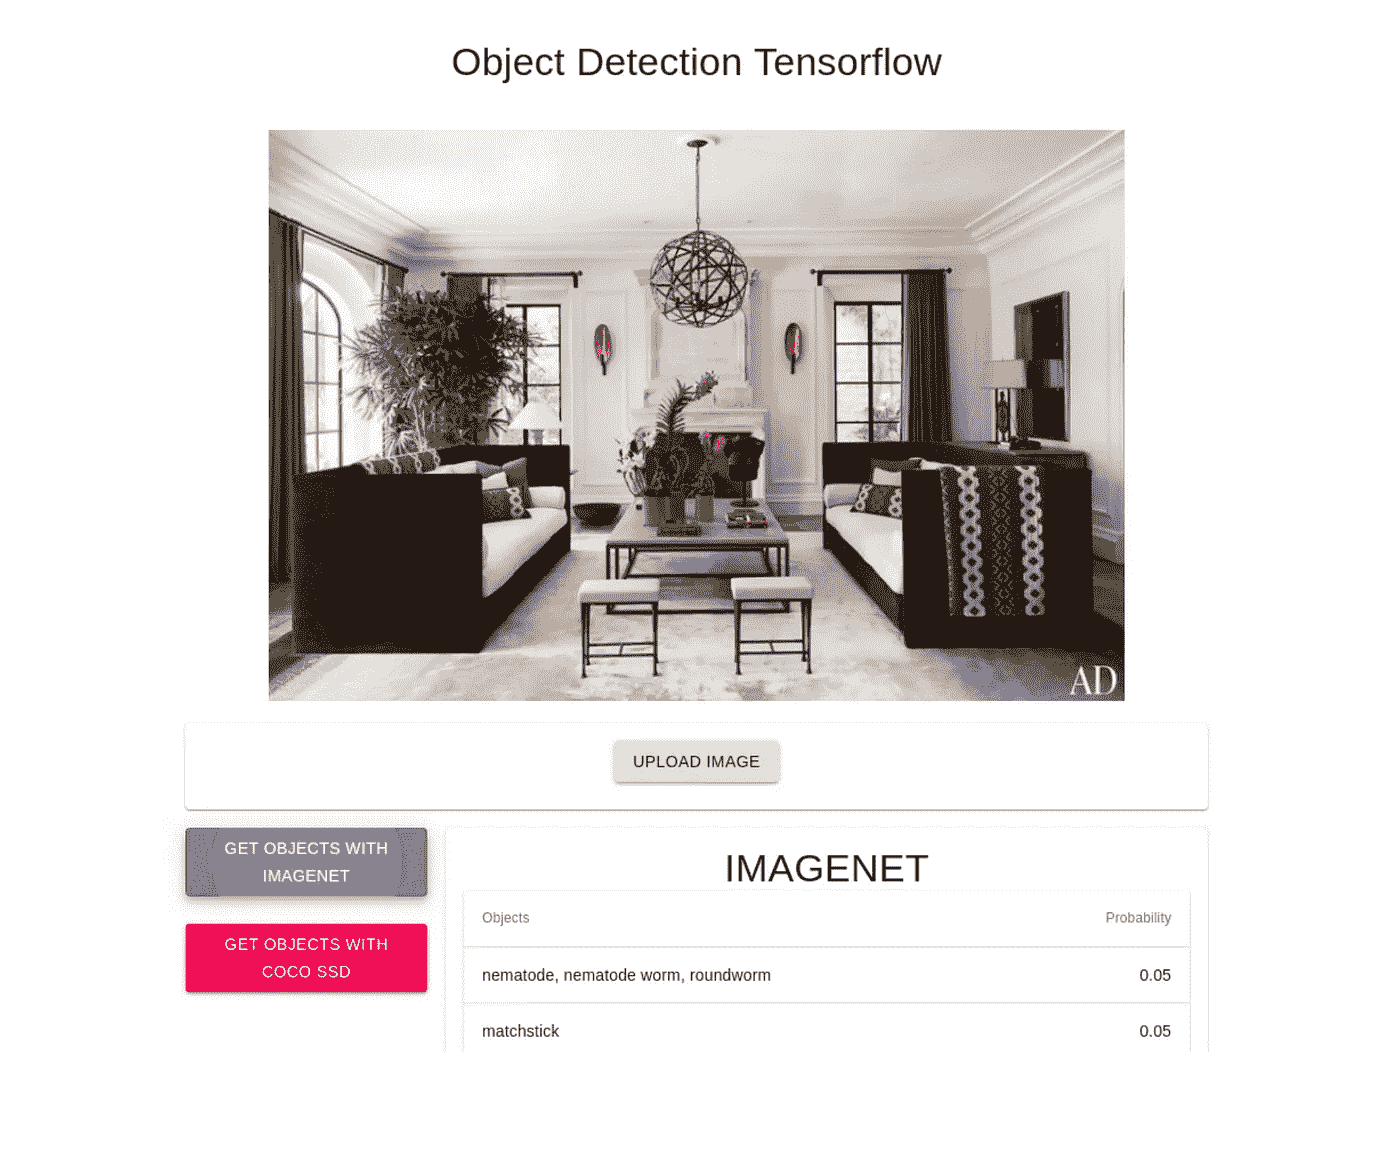 Object Detection Tensorflow
AD
UPLOAD IMAGE
GET OBJECTS WITH
IMAGENET
GET OBJECTS WITH
COCO SSD
IMAGENET
Objects Probability
nematode, nematode worm, roundworm 0.05
matchstick 0.05